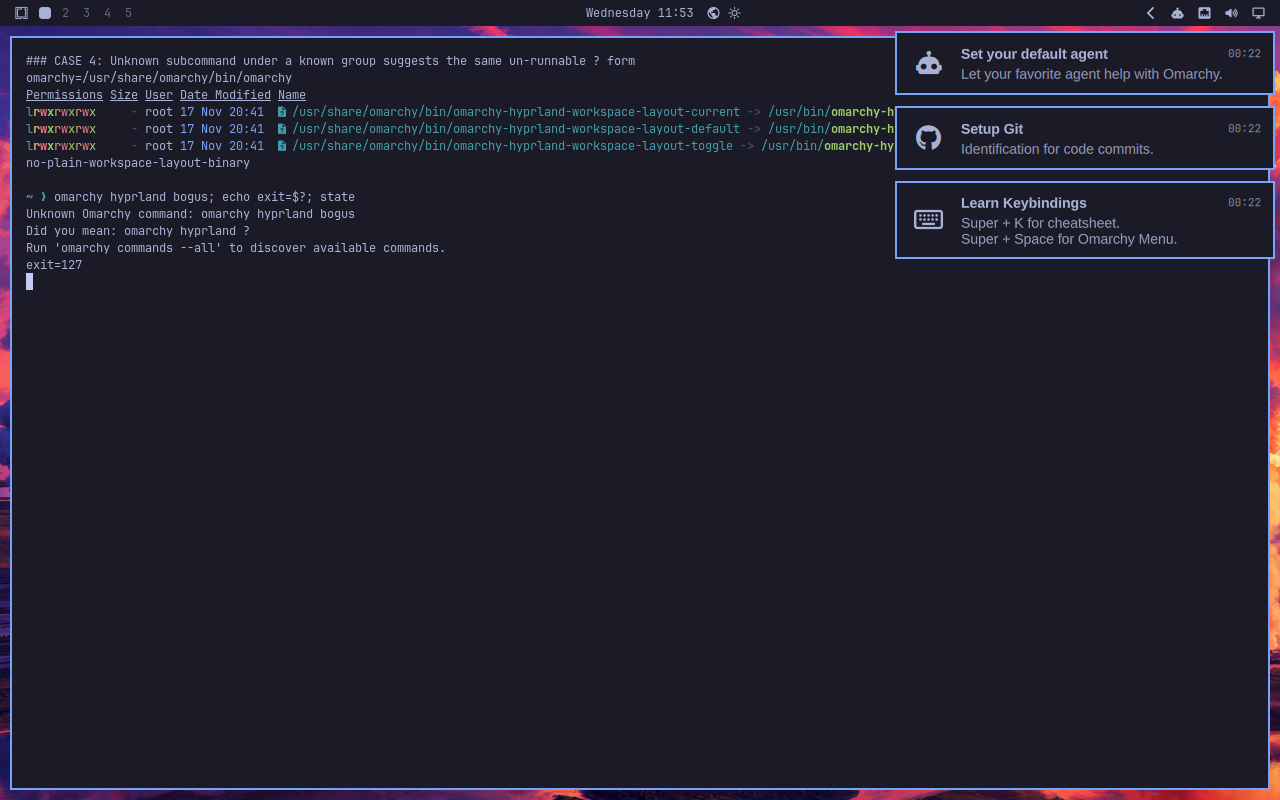 2 3 4 5
Wednesday 11:53
### CASE 4: Unknown subcommand under a known group suggests the same un-runnable ? form
omarchy=/usr/share/omarchy/bin/omarchy
Permissions Size User Date Modified Name
lrwxrwxrwx - root 17 Nov 20:41 /usr/share/omarchy/bin/omarchy-hyprland-workspace-layout-current -> /usr/bin/omarchy-h
lrwxrwxrwx - root 17 Nov 20:41 /usr/share/omarchy/bin/omarchy-hyprland-workspace-layout-default -> /usr/bin/omarchy-h
lrwxrwxrwx - root 17 Nov 20:41 /usr/share/omarchy/bin/omarchy-hyprland-workspace-layout-toggle -> /usr/bin/omarchy-hy
no-plain-workspace-layout-binary
~ ❯ omarchy hyprland bogus; echo exit=$?; state
Unknown Omarchy command: omarchy hyprland bogus
Did you mean: omarchy hyprland ?
Run 'omarchy commands --all' to discover available commands.
exit=127
Set your default agent 00:22
Let your favorite agent help with Omarchy.
Setup Git 00:22
Identification for code commits.
Learn Keybindings 00:22
Super + K for cheatsheet.
Super + Space for Omarchy Menu.